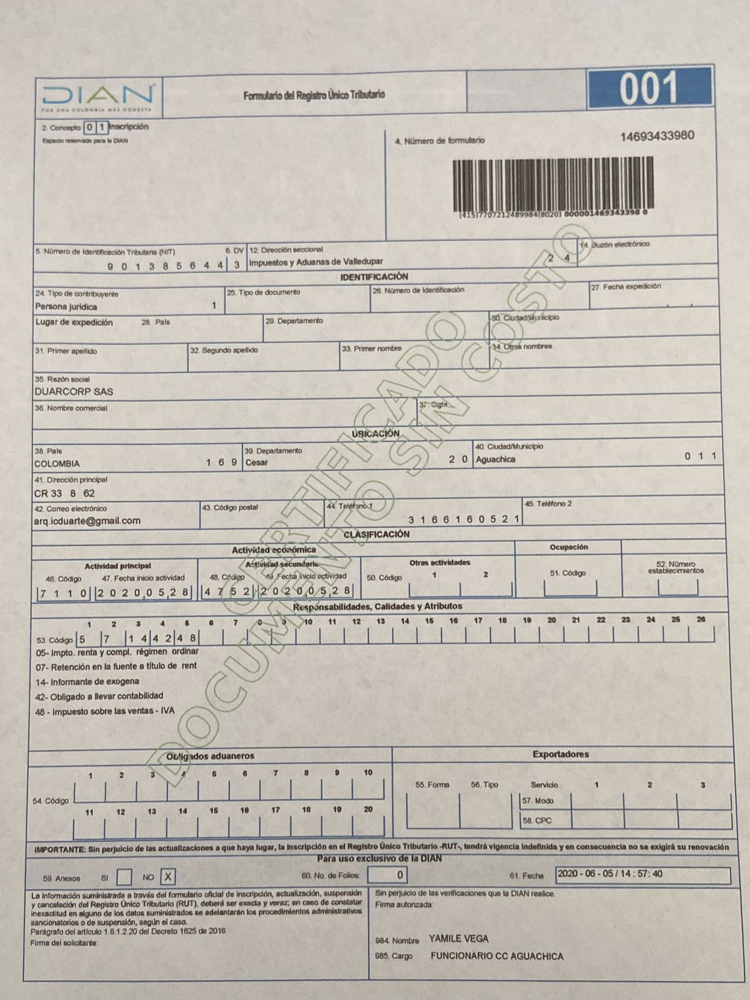 DIAN
POR UNA COLOMBIA MÁS HONESTA
Formulario del Registro Único Tributario
001
2. Concepto 0 1 Inscripción
Espacio reservado para la DIAN
4. Número de formulario
14693433980
(415)7707212489984(8020) 000001469343398 0
5. Número de Identificación Tributaria (NIT)
6. DV
12. Dirección seccional
14. Buzón electrónico
9 0 1 3 8 5 6 4 4 3
Impuestos y Aduanas de Valledupar
2 4
IDENTIFICACIÓN
24. Tipo de contribuyente
25. Tipo de documento
26. Número de Identificación
27. Fecha expedición
Persona jurídica 1
Lugar de expedición 28. País
29. Departamento
30. Ciudad/Municipio
31. Primer apellido
32. Segundo apellido
33. Primer nombre
34. Otros nombres
35. Razón social
DUARCORP SAS
36. Nombre comercial
37. Sigla
UBICACIÓN
38. País
39. Departamento
40. Ciudad/Municipio
COLOMBIA 1 6 9
Cesar 2 0
Aguachica 0 1 1
41. Dirección principal
CR 33 8 62
42. Correo electrónico
43. Código postal
44. Teléfono 1
45. Teléfono 2
arq.icduarte@gmail.com
3 1 6 6 1 6 0 5 2 1
CLASIFICACIÓN
Actividad económica
Ocupación
Actividad principal
Actividad secundaria
Otras actividades
52. Número establecimientos
46. Código
47. Fecha inicio actividad
48. Código
49. Fecha inicio actividad
50. Código
1 2
51. Código
7 1 1 0
2 0 2 0 0 5 2 8
4 7 5 2
2 0 2 0 0 5 2 8
Responsabilidades, Calidades y Atributos
1 2 3 4 5 6 7 8 9 10 11 12 13 14 15 16 17 18 19 20 21 22 23 24 25 26
53. Código 5 7 1 4 4 2 4 8
05- Impto. renta y compl. régimen ordinar
07- Retención en la fuente a título de rent
14- Informante de exogena
42- Obligado a llevar contabilidad
48 - Impuesto sobre las ventas - IVA
CERTIFICADO
DOCUMENTO SIN COSTO
Obligados aduaneros
Exportadores
1 2 3 4 5 6 7 8 9 10
55. Forma
56. Tipo
Servicio 1 2 3
54. Código
57. Modo
11 12 13 14 15 16 17 18 19 20
58. CPC
IMPORTANTE: Sin perjuicio de las actualizaciones a que haya lugar, la inscripción en el Registro Único Tributario -RUT-, tendrá vigencia indefinida y en consecuencia no se exigirá su renovación
Para uso exclusivo de la DIAN
59. Anexos SI NO X
60. No. de Folios: 0
61. Fecha 2020 - 06 - 05 / 14 : 57: 40
La información suministrada a través del formulario oficial de inscripción, actualización, suspensión
y cancelación del Registro Único Tributario (RUT), deberá ser exacta y veraz; en caso de constatar
inexactitud en alguno de los datos suministrados se adelantarán los procedimientos administrativos
sancionatorios o de suspensión, según el caso.
Parágrafo del artículo 1.6.1.2.20 del Decreto 1625 de 2016
Firma del solicitante:
Sin perjuicio de las verificaciones que la DIAN realice.
Firma autorizada:
984. Nombre YAMILE VEGA
985. Cargo FUNCIONARIO CC AGUACHICA